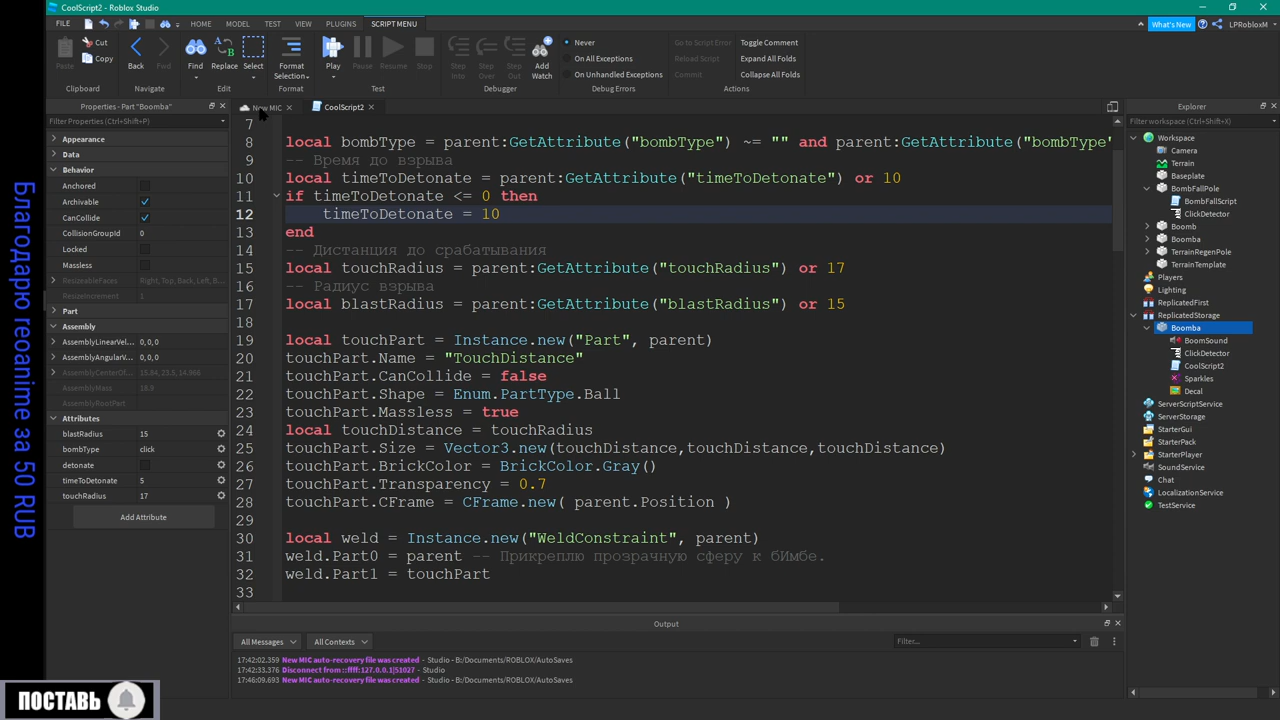 CoolScript2 - Roblox Studio
FILE
HOME
MODEL
TEST
VIEW
PLUGINS
SCRIPT MENU
What's New
LPRobloxM
Paste
Cut
Copy
Clipboard
Back
Fwd
Navigate
Find
Replace
Select
Edit
Format Selection
Format
Play
Pause
Resume
Stop
Test
Step Into
Step Over
Step Out
Add Watch
Debugger
Never
On All Exceptions
On Unhandled Exceptions
Debug Errors
Go to Script Error
Reload Script
Commit
Toggle Comment
Expand All Folds
Collapse All Folds
Actions
Properties - Part "Boomba"
Filter Properties (Ctrl+Shift+P)
Appearance
Data
Behavior
Anchored
Archivable
CanCollide
CollisionGroupId 0
Locked
Massless
ResizeableFaces Right, Top, Back, Left, B...
ResizeIncrement 1
Part
Assembly
AssemblyLinearVel... 0, 0, 0
AssemblyAngularV... 0, 0, 0
AssemblyCenterOf... 15.84, 23.5, 14.966
AssemblyMass 18.9
AssemblyRootPart
Attributes
blastRadius 15
bombType click
detonate
timeToDetonate 5
touchRadius 17
Add Attribute
New MIC
CoolScript2
7
8 local bombType = parent:GetAttribute("bombType") ~= "" and parent:GetAttribute("bombType"
9 -- Время до взрыва
10 local timeToDetonate = parent:GetAttribute("timeToDetonate") or 10
11 if timeToDetonate <= 0 then
12 timeToDetonate = 10
13 end
14 -- Дистанция до срабатывания
15 local touchRadius = parent:GetAttribute("touchRadius") or 17
16 -- Радиус взрыва
17 local blastRadius = parent:GetAttribute("blastRadius") or 15
18
19 local touchPart = Instance.new("Part", parent)
20 touchPart.Name = "TouchDistance"
21 touchPart.CanCollide = false
22 touchPart.Shape = Enum.PartType.Ball
23 touchPart.Massless = true
24 local touchDistance = touchRadius
25 touchPart.Size = Vector3.new(touchDistance,touchDistance,touchDistance)
26 touchPart.BrickColor = BrickColor.Gray()
27 touchPart.Transparency = 0.7
28 touchPart.CFrame = CFrame.new( parent.Position )
29
30 local weld = Instance.new("WeldConstraint", parent)
31 weld.Part0 = parent -- Прикреплю прозрачную сферу к бИмбе.
32 weld.Part1 = touchPart
33
Output
All Messages
All Contexts
Filter...
17:42:02.359 New MIC auto-recovery file was created - Studio - B:/Documents/ROBLOX/AutoSaves
17:42:33.376 Disconnect from ::ffff:127.0.0.1|51027 - Studio
17:46:09.693 New MIC auto-recovery file was created - Studio - B:/Documents/ROBLOX/AutoSaves
Explorer
Filter workspace (Ctrl+Shift+X)
Workspace
Camera
Terrain
Baseplate
BombFallPole
BombFallScript
ClickDetector
Boomb
Boomba
TerrainRegenPole
TerrainTemplate
Players
Lighting
ReplicatedFirst
ReplicatedStorage
Boomba
BoomSound
ClickDetector
CoolScript2
Sparkles
Decal
ServerScriptService
ServerStorage
StarterGui
StarterPack
StarterPlayer
SoundService
Chat
LocalizationService
TestService
Благодарю geoanime за 50 RUB
ПОСТАВЬ